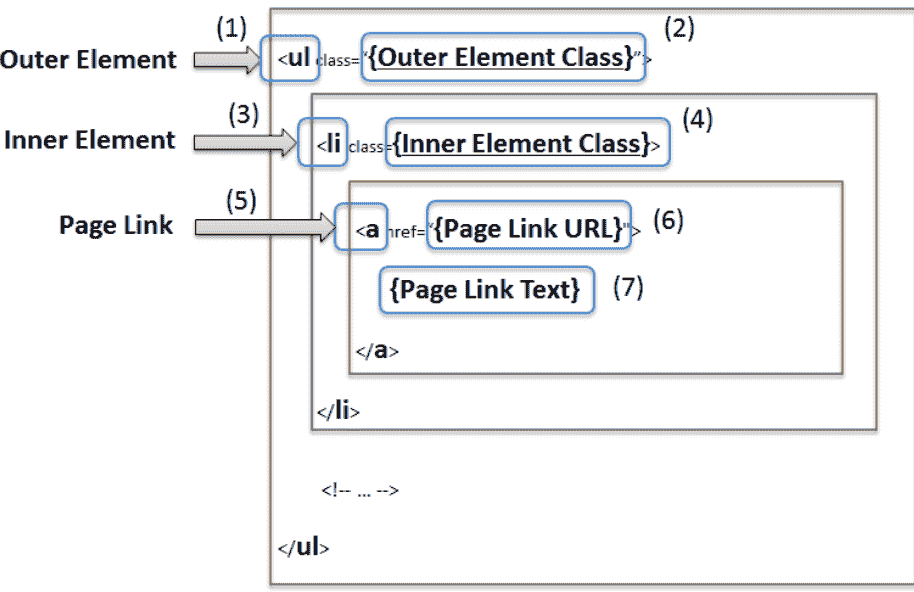 (1) (2)
Outer Element <ul class="{Outer Element Class}">
(3) (4)
Inner Element <li class={Inner Element Class}>
(5)
Page Link <a href="{Page Link URL}"> (6)
{Page Link Text} (7)
</a>
</li>
<!-- ... -->
</ul>